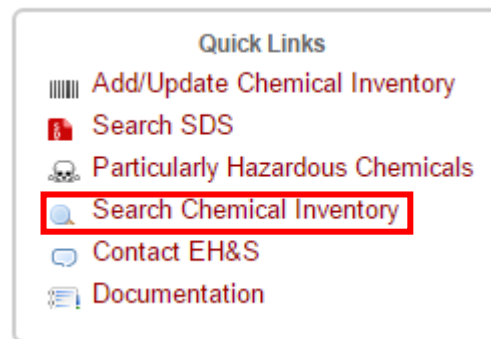 Quick Links
Add/Update Chemical Inventory
Search SDS
Particularly Hazardous Chemicals
Search Chemical Inventory
Contact EH&S
Documentation